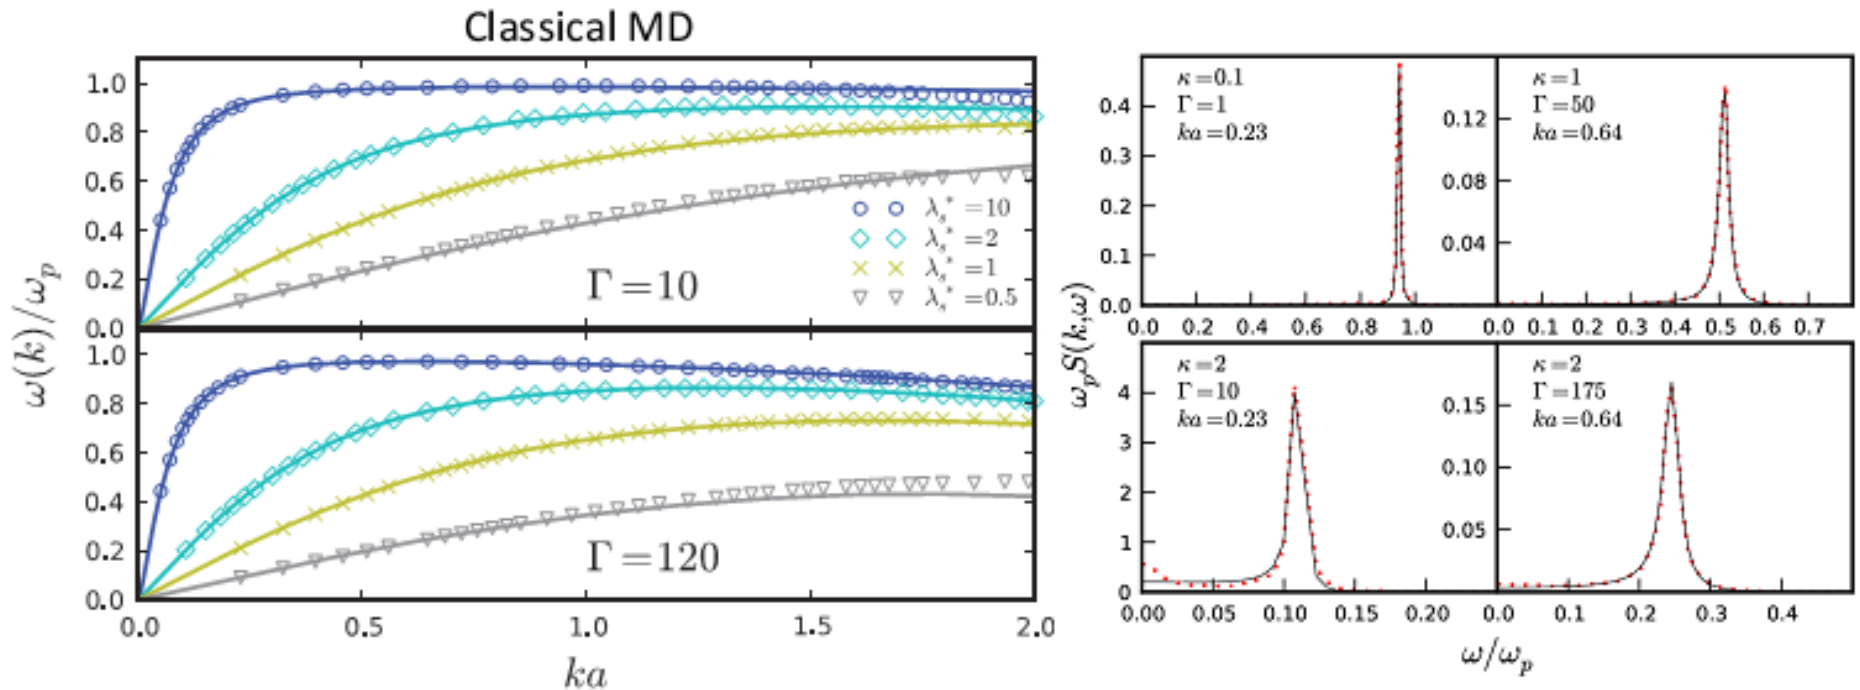 Classical MD
ω(k)/ω_p
1.0
0.8
0.6
0.4
0.2
0.0
Γ=10
λ_s^*=10
λ_s^*=2
λ_s^*=1
λ_s^*=0.5
1.0
0.8
0.6
0.4
0.2
0.0
Γ=120
0.0 0.5 1.0 1.5 2.0
ka
ω_pS(k,ω)
κ=0.1
Γ=1
ka=0.23
0.4
0.3
0.2
0.1
0.0
0.0 0.2 0.4 0.6 0.8 1.0
κ=1
Γ=50
ka=0.64
0.12
0.08
0.04
0.0 0.1 0.2 0.3 0.4 0.5 0.6 0.7
κ=2
Γ=10
ka=0.23
4
3
2
1
0
0.00 0.05 0.10 0.15 0.20
κ=2
Γ=175
ka=0.64
0.15
0.10
0.05
0.0 0.1 0.2 0.3 0.4
ω/ω_p